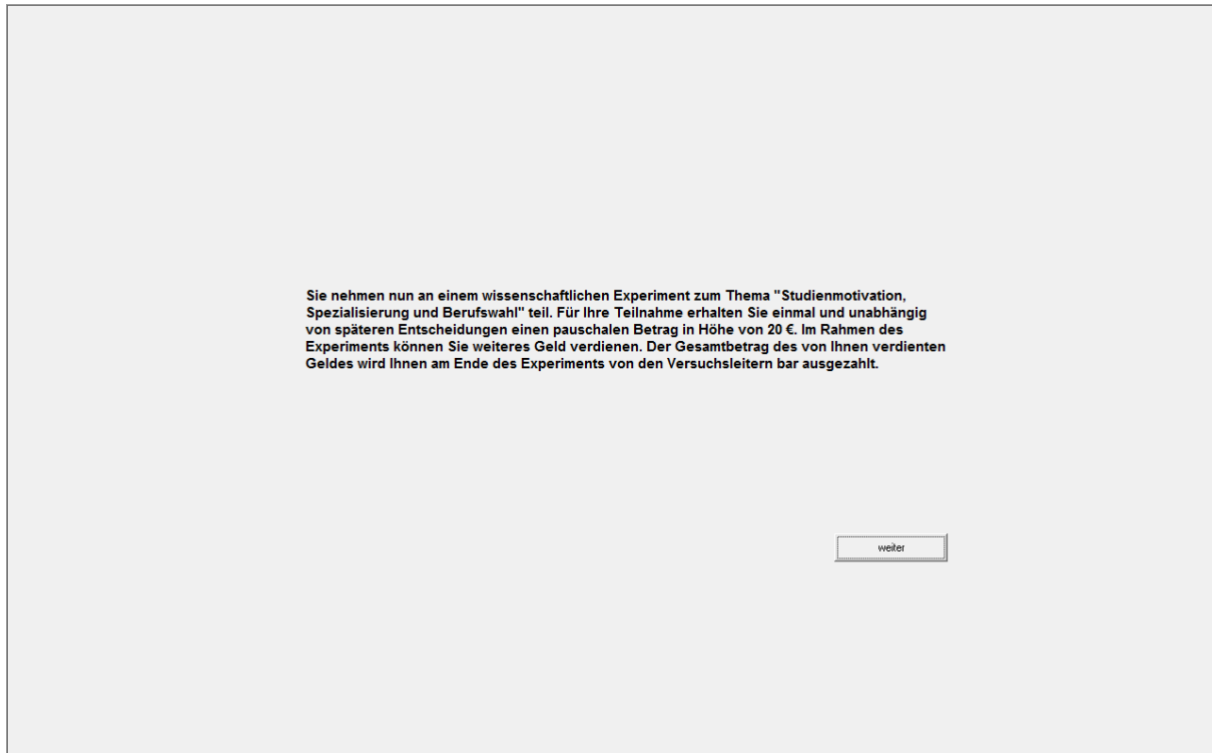 Sie nehmen nun an einem wissenschaftlichen Experiment zum Thema "Studienmotivation,
Spezialisierung und Berufswahl" teil. Für Ihre Teilnahme erhalten Sie einmal und unabhängig
von späteren Entscheidungen einen pauschalen Betrag in Höhe von 20 €. Im Rahmen des
Experiments können Sie weiteres Geld verdienen. Der Gesamtbetrag des von Ihnen verdienten
Geldes wird Ihnen am Ende des Experiments von den Versuchsleitern bar ausgezahlt.
weiter